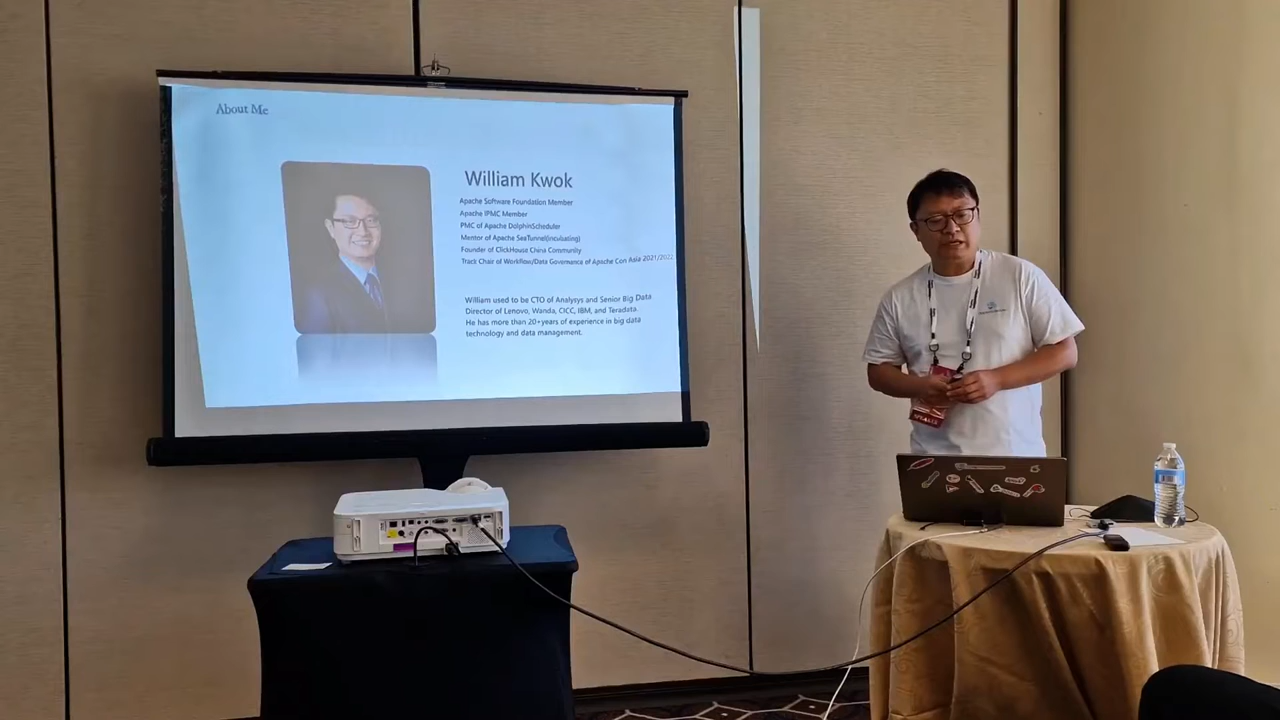 About Me
William Kwok
Apache Software Foundation Member
Apache IPMC Member
PMC of Apache DolphinScheduler
Mentor of Apache SeaTunnel(Incubating)
Founder of ClickHouse China Community
Track Chair of Workflow/Data Governance of Apache Con Asia 2021/2022
William used to be CTO of Analysys and Senior Big Data
Director of Lenovo, Wanda, CICC, IBM, and Teradata.
He has more than 20+years of experience in big data
technology and data management.
SPEAKER